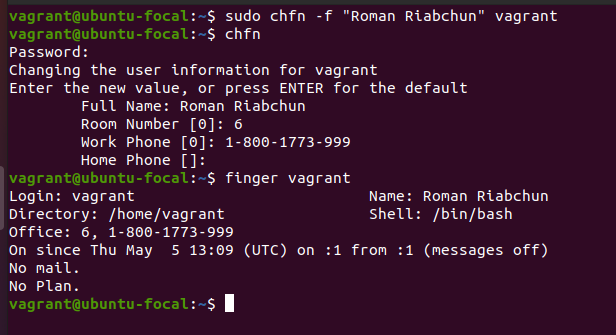 vagrant@ubuntu-focal:~$ sudo chfn -f "Roman Riabchun" vagrant
vagrant@ubuntu-focal:~$ chfn
Password:
Changing the user information for vagrant
Enter the new value, or press ENTER for the default
        Full Name: Roman Riabchun
        Room Number [0]: 6
        Work Phone [0]: 1-800-1773-999
        Home Phone []:
vagrant@ubuntu-focal:~$ finger vagrant
Login: vagrant                          Name: Roman Riabchun
Directory: /home/vagrant                Shell: /bin/bash
Office: 6, 1-800-1773-999
On since Thu May  5 13:09 (UTC) on :1 from :1 (messages off)
No mail.
No Plan.
vagrant@ubuntu-focal:~$